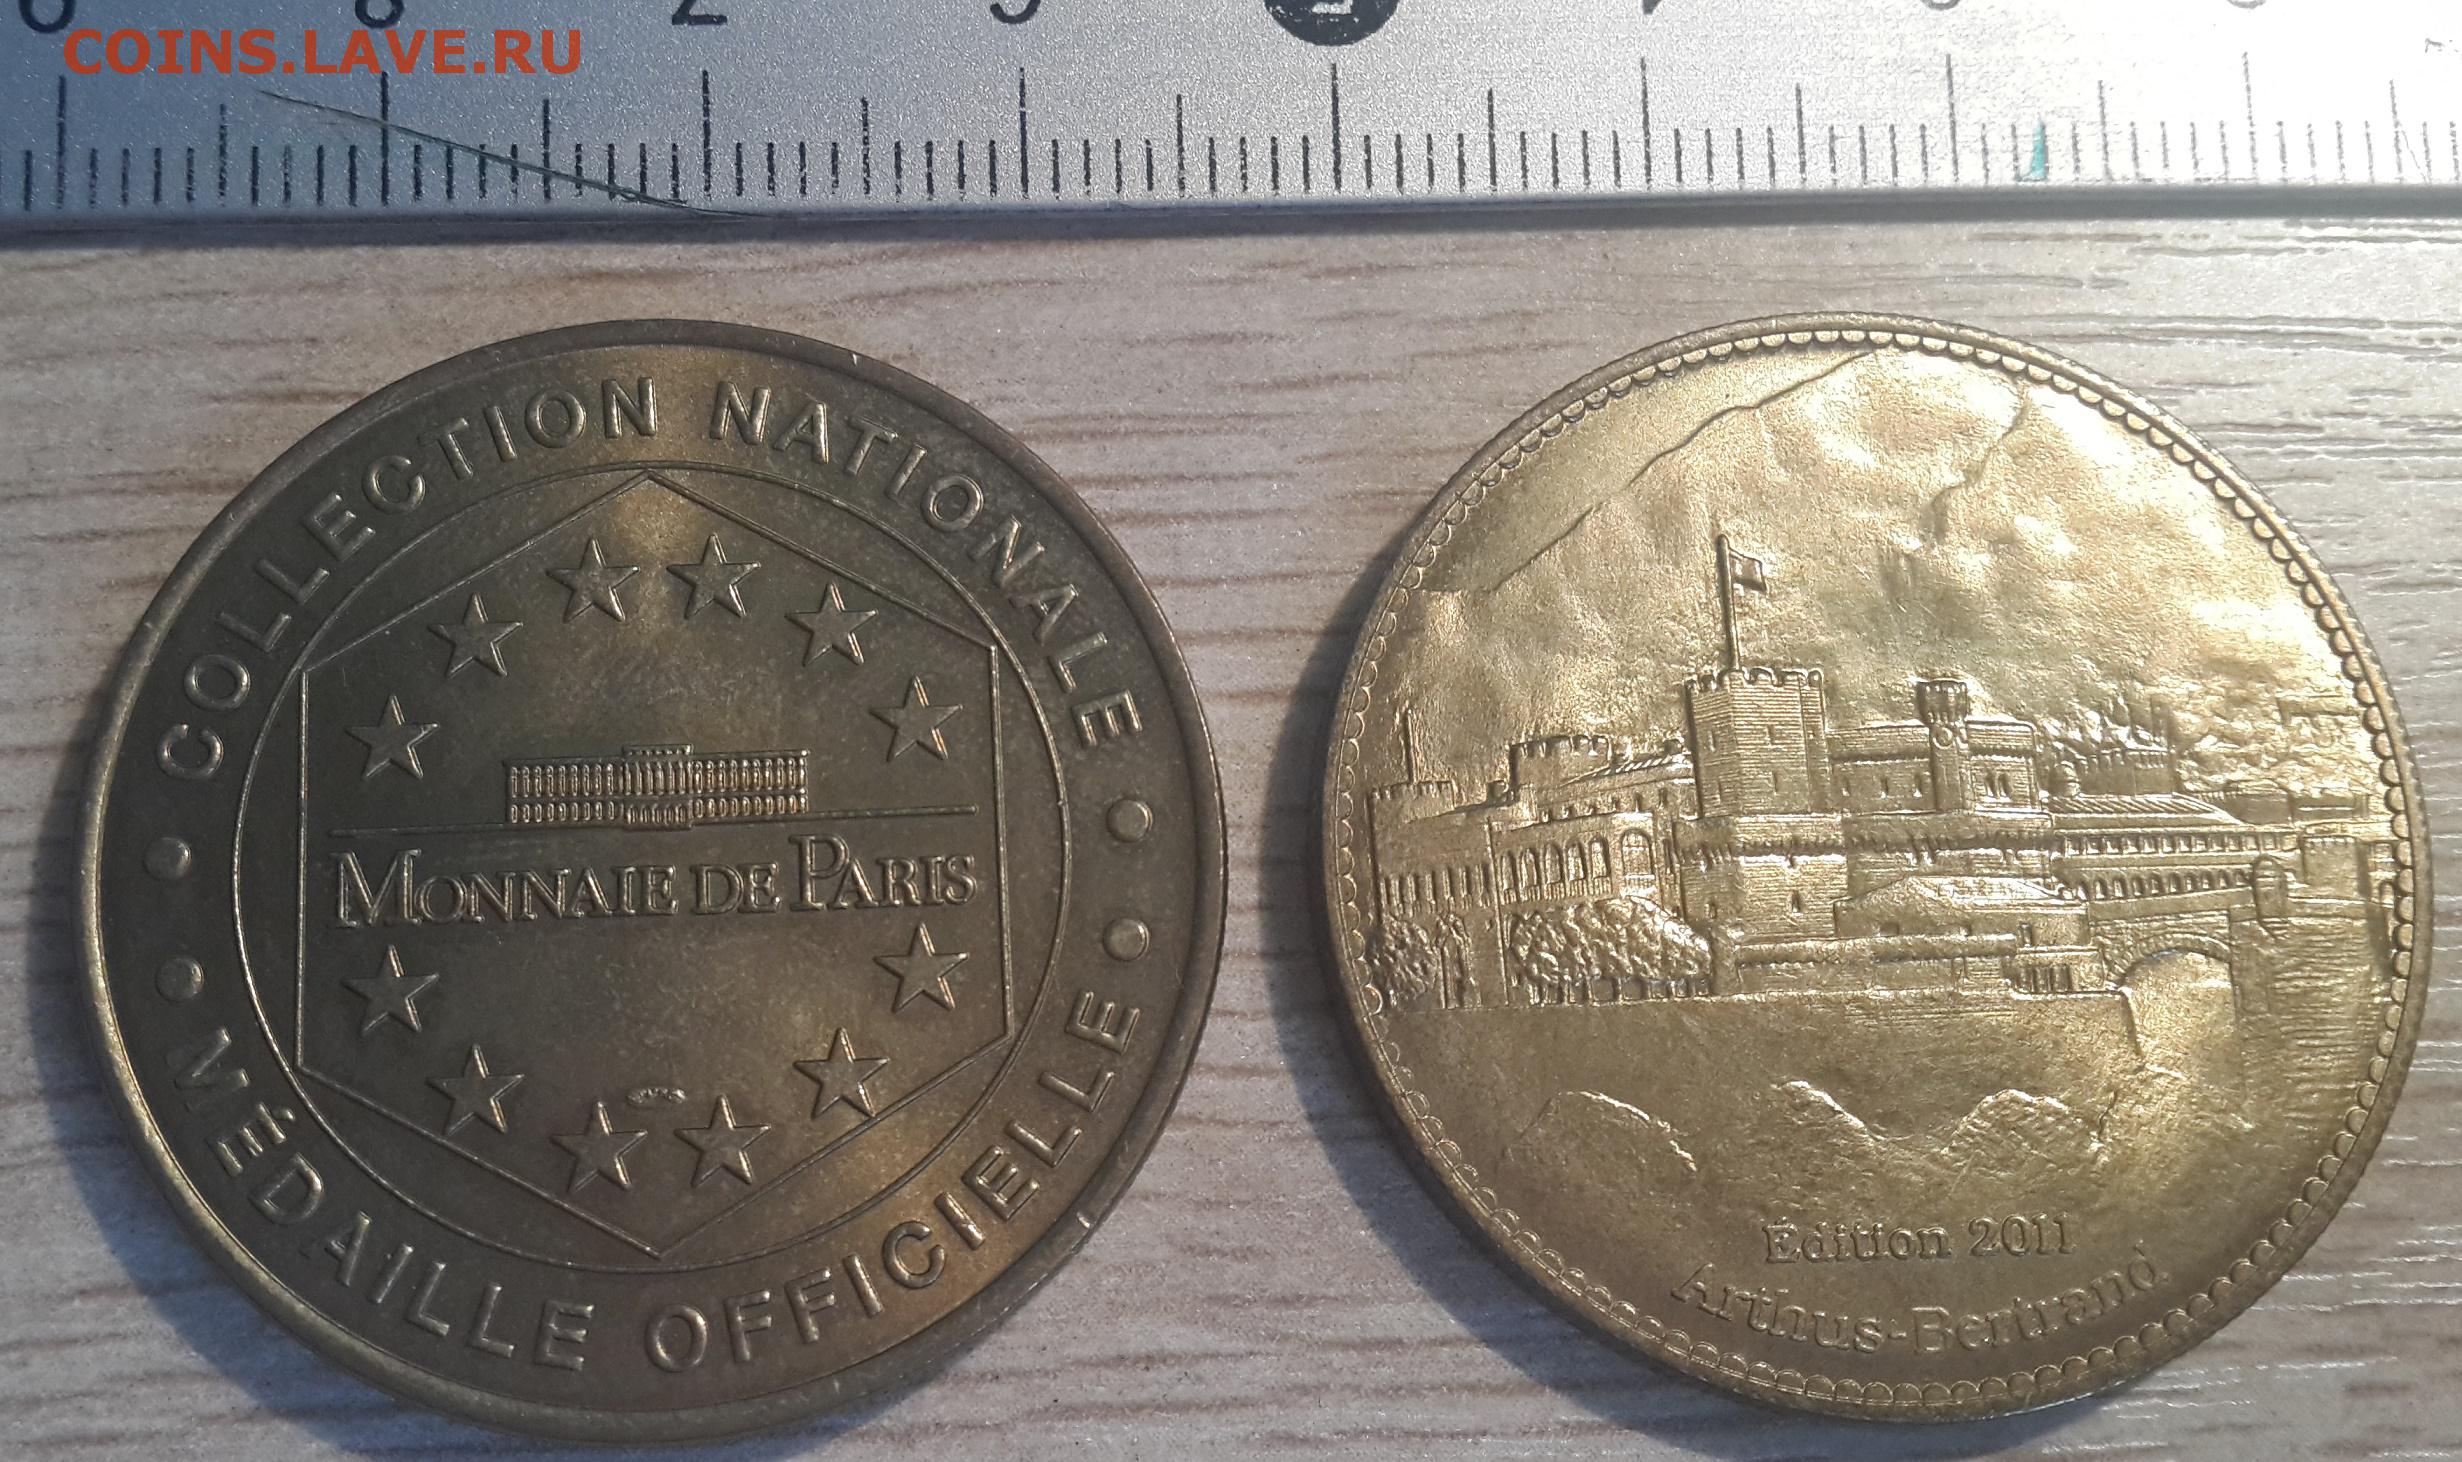 COINS.LAVE.RU
COLLECTION NATIONALE
MONNAIE DE PARIS
MÉDAILLE OFFICIELLE
Édition 2011
Arthus-Bertrand